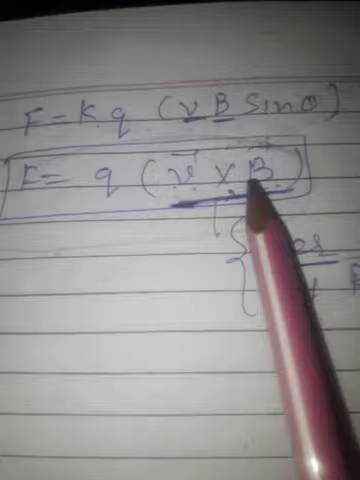 F = K q (v B Sinθ)
F = q (v⃗ × B⃗)